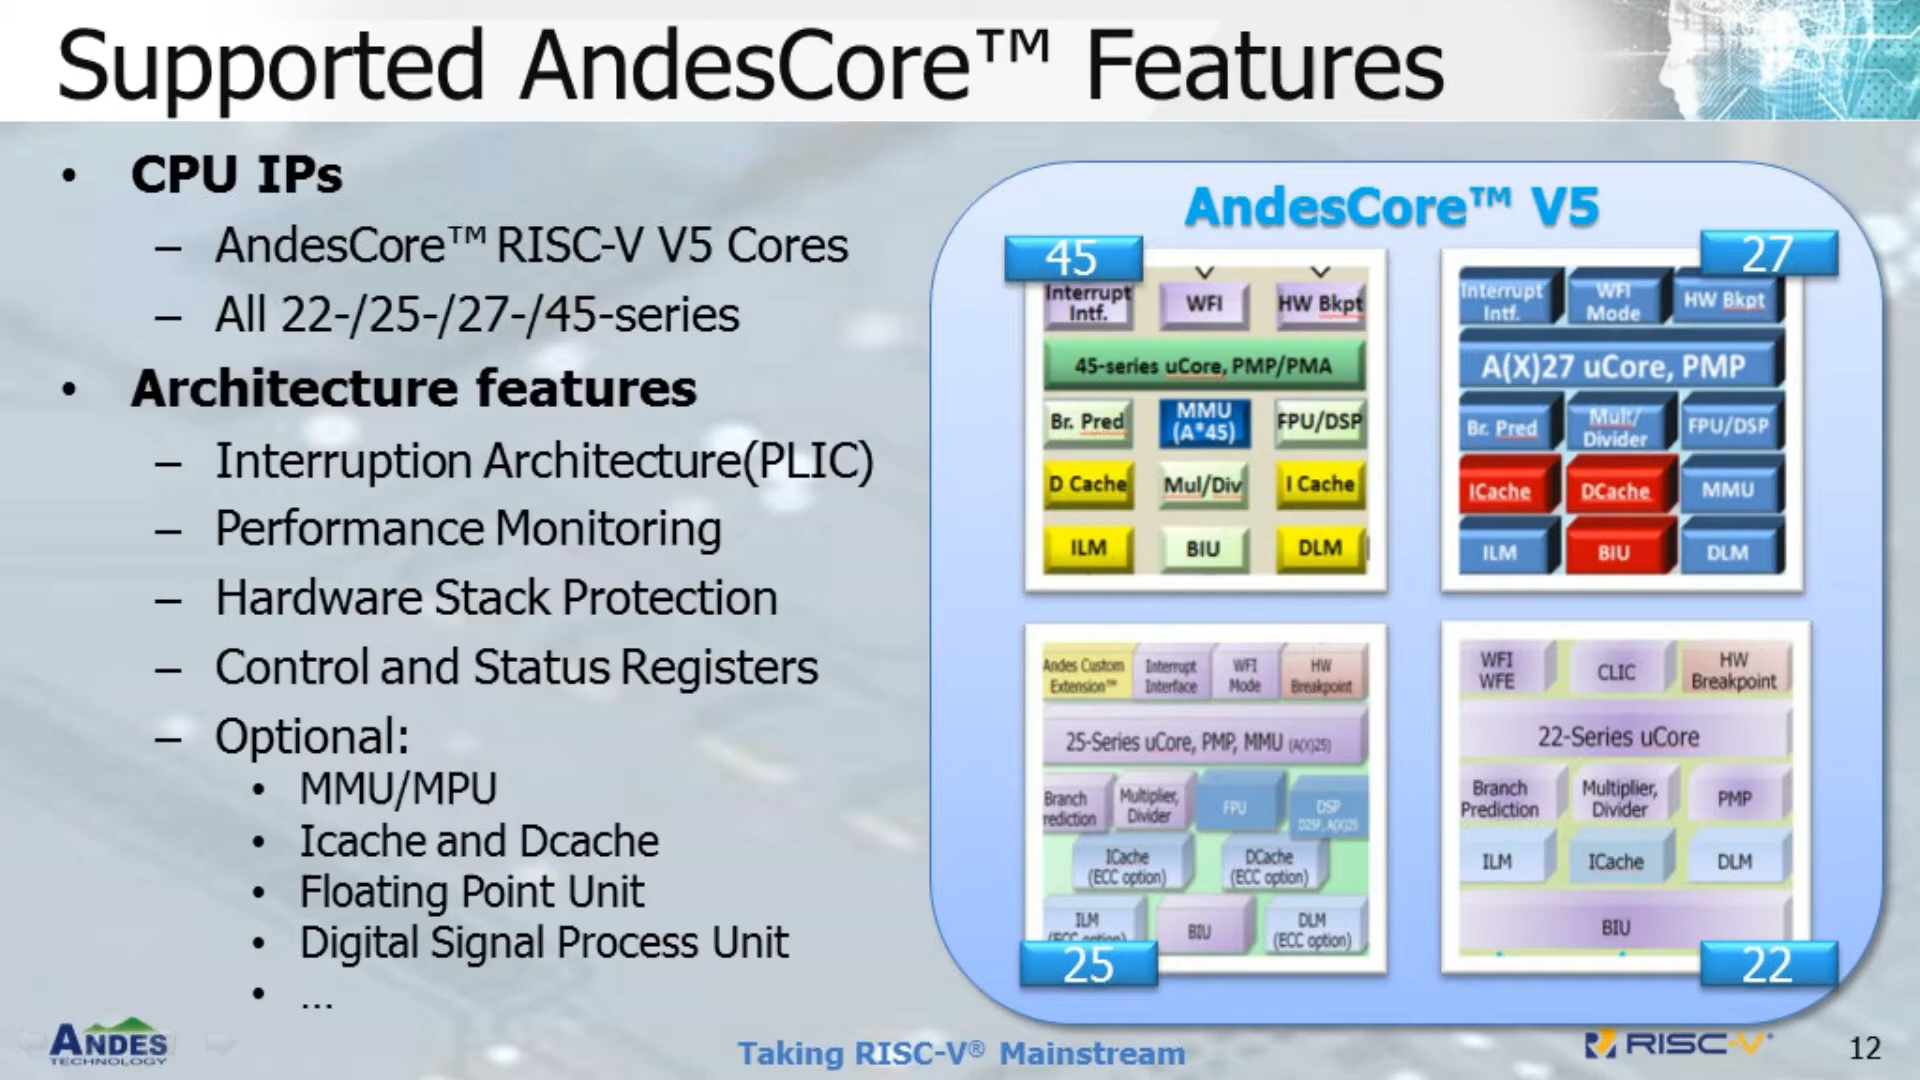 Supported AndesCore™ Features
• CPU IPs
– AndesCore™ RISC-V V5 Cores
– All 22-/25-/27-/45-series
• Architecture features
– Interruption Architecture(PLIC)
– Performance Monitoring
– Hardware Stack Protection
– Control and Status Registers
– Optional:
• MMU/MPU
• Icache and Dcache
• Floating Point Unit
• Digital Signal Process Unit
• ...
AndesCore™ V5
45
Interrupt Intf.
WFI
HW Bkpt
45-series uCore, PMP/PMA
Br. Pred
MMU (A*45)
FPU/DSP
D Cache
Mul/Div
I Cache
ILM
BIU
DLM
27
Interrupt Intf.
WFI Mode
HW Bkpt
A(X)27 uCore, PMP
Br. Pred
Mult/ Divider
FPU/DSP
ICache
DCache
MMU
ILM
BIU
DLM
Andes Custom Extension™
Interrupt Interface
WFI Mode
HW Breakpoint
25-Series uCore, PMP, MMU (A(X)25)
Branch rediction
Multiplier, Divider
FPU
DSP D25F, A(X)25
ICache (ECC option)
DCache (ECC option)
ILM (ECC option)
BIU
DLM (ECC option)
25
WFI WFE
CLIC
HW Breakpoint
22-Series uCore
Branch Prediction
Multiplier, Divider
PMP
ILM
ICache
DLM
BIU
22
ANDES
TECHNOLOGY
Taking RISC-V® Mainstream
RISC-V
12